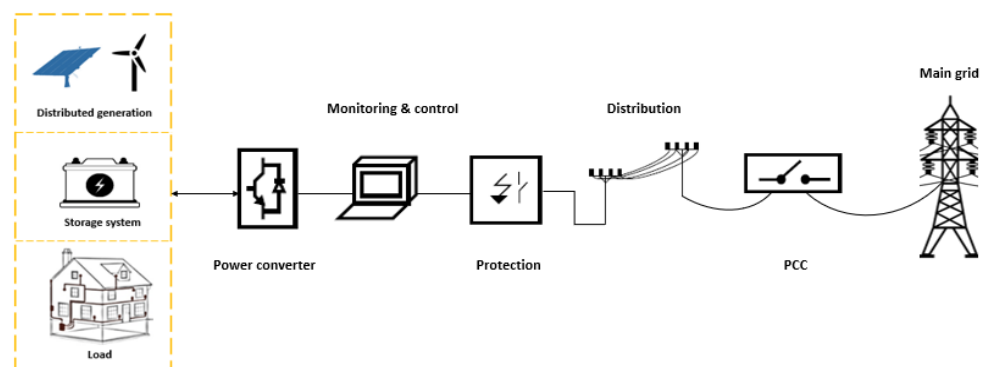 Distributed generation
Storage system
Load
Power converter
Monitoring & control
Protection
Distribution
PCC
Main grid